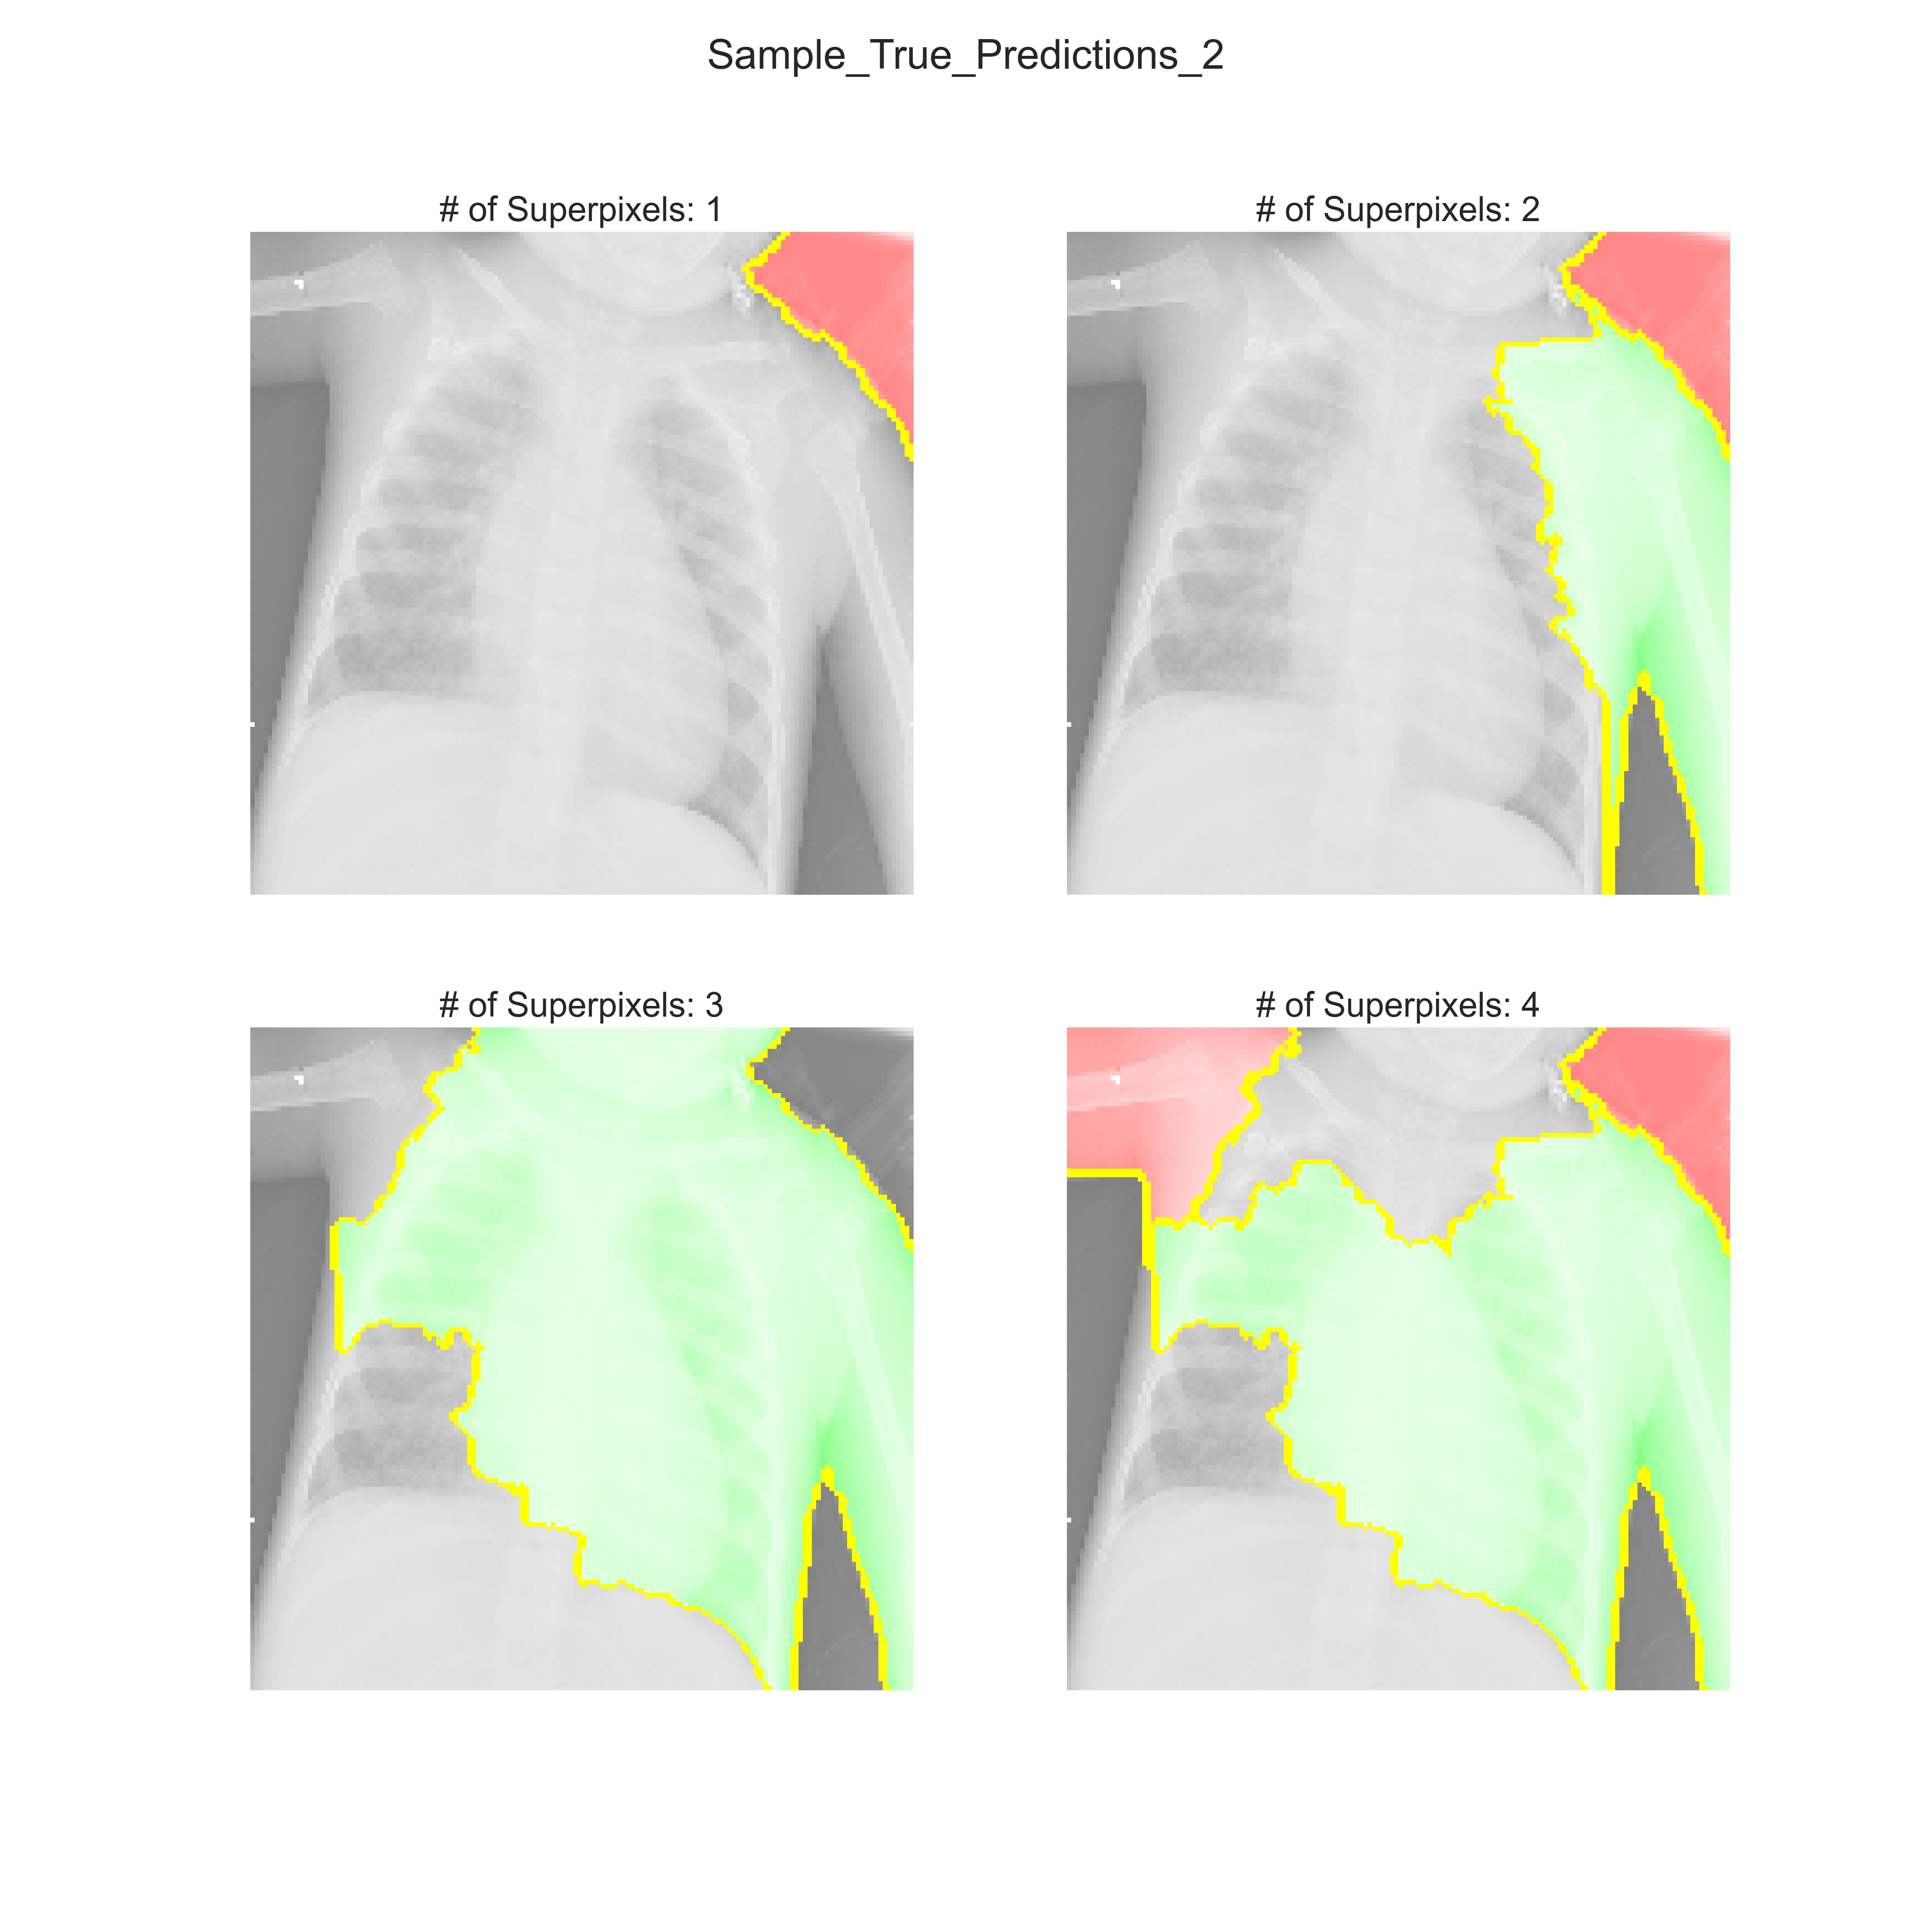 Sample_True_Predictions_2
# of Superpixels: 1
# of Superpixels: 2
# of Superpixels: 3
# of Superpixels: 4